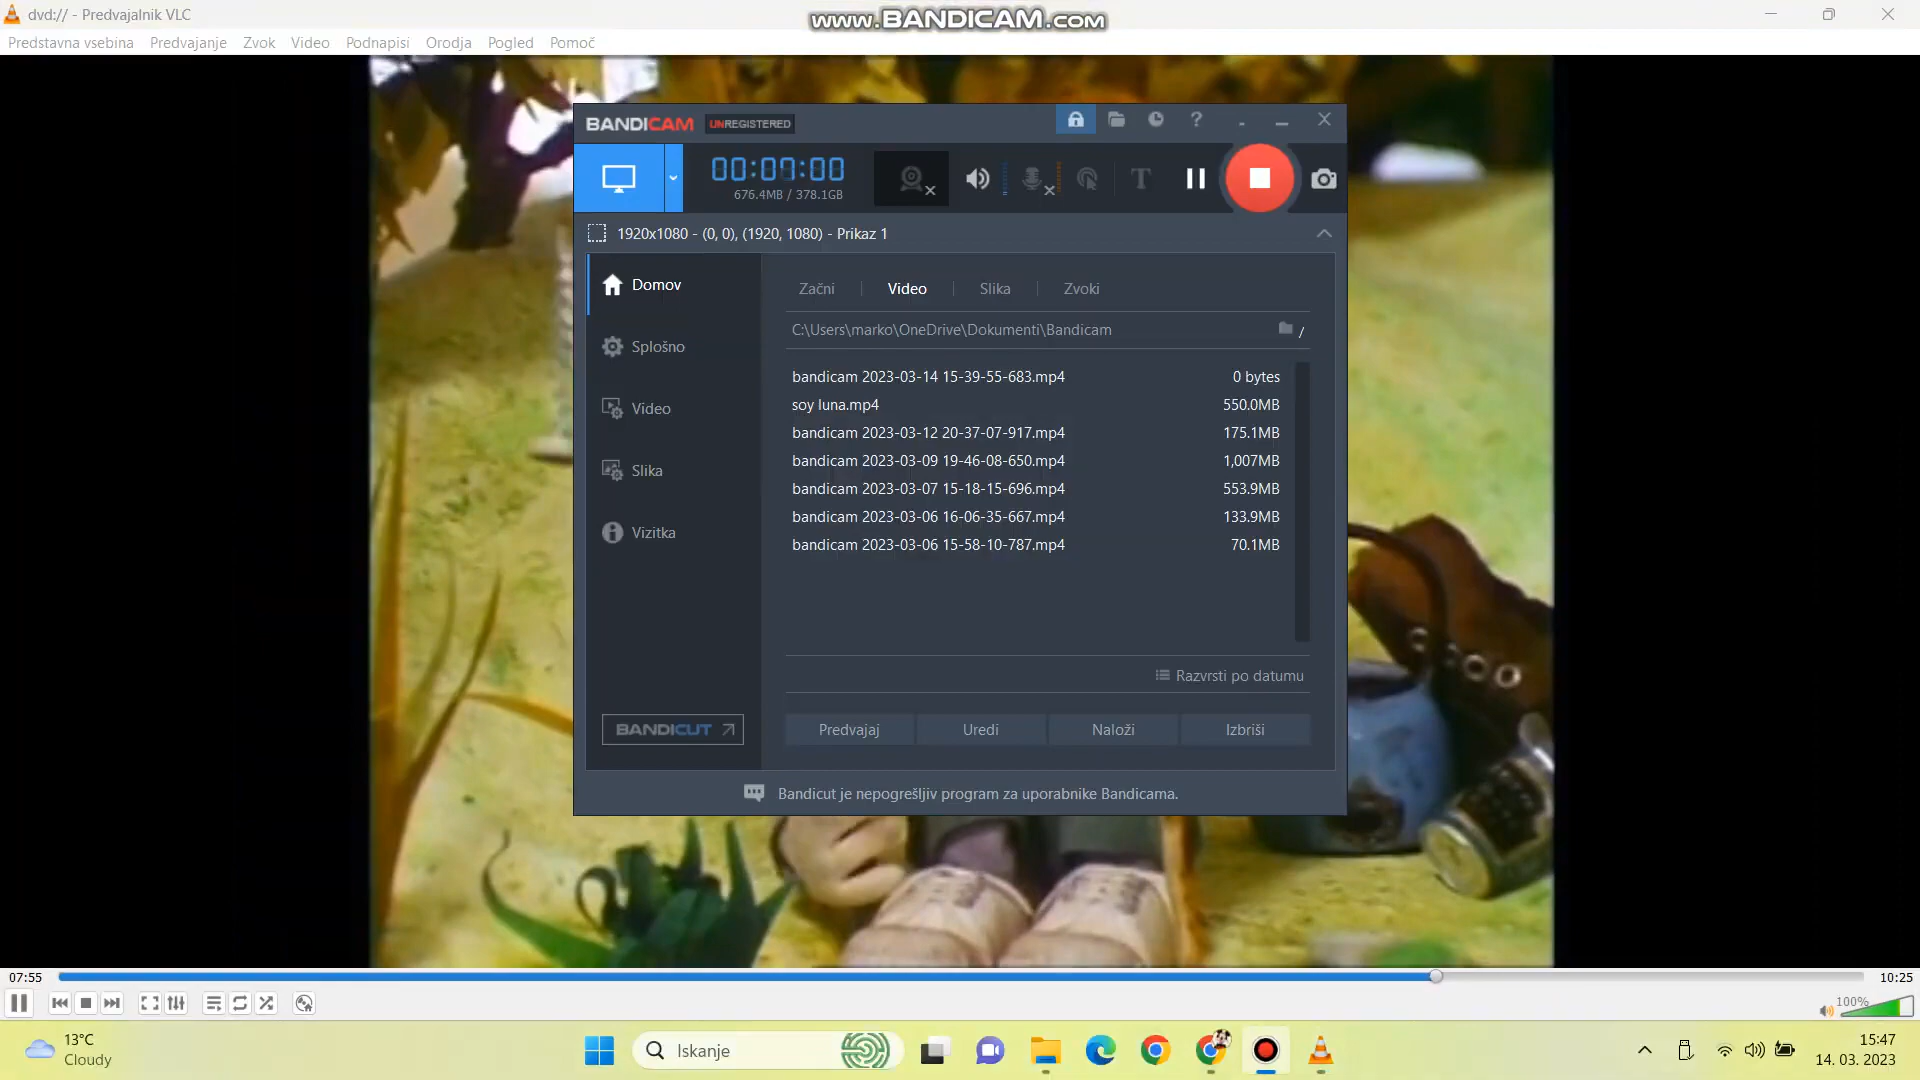 dvd:// - Predvajalnik VLC
www.BANDICAM.com
Predstavna vsebina Predvajanje Zvok Video Podnapisi Orodja Pogled Pomoč
BANDICAM UNREGISTERED
00:07:00
676.4MB / 378.1GB
1920x1080 - (0, 0), (1920, 1080) - Prikaz 1
Domov
Splošno
Video
Slika
Vizitka
BANDICUT
Začni Video Slika Zvoki
C:\Users\marko\OneDrive\Dokumenti\Bandicam
bandicam 2023-03-14 15-39-55-683.mp4 0 bytes
soy luna.mp4 550.0MB
bandicam 2023-03-12 20-37-07-917.mp4 175.1MB
bandicam 2023-03-09 19-46-08-650.mp4 1,007MB
bandicam 2023-03-07 15-18-15-696.mp4 553.9MB
bandicam 2023-03-06 16-06-35-667.mp4 133.9MB
bandicam 2023-03-06 15-58-10-787.mp4 70.1MB
Razvrsti po datumu
Predvajaj Uredi Naloži Izbriši
Bandicut je nepogrešljiv program za uporabnike Bandicama.
07:55 10:25
100%
13°C
Cloudy
Iskanje
15:47
14. 03. 2023